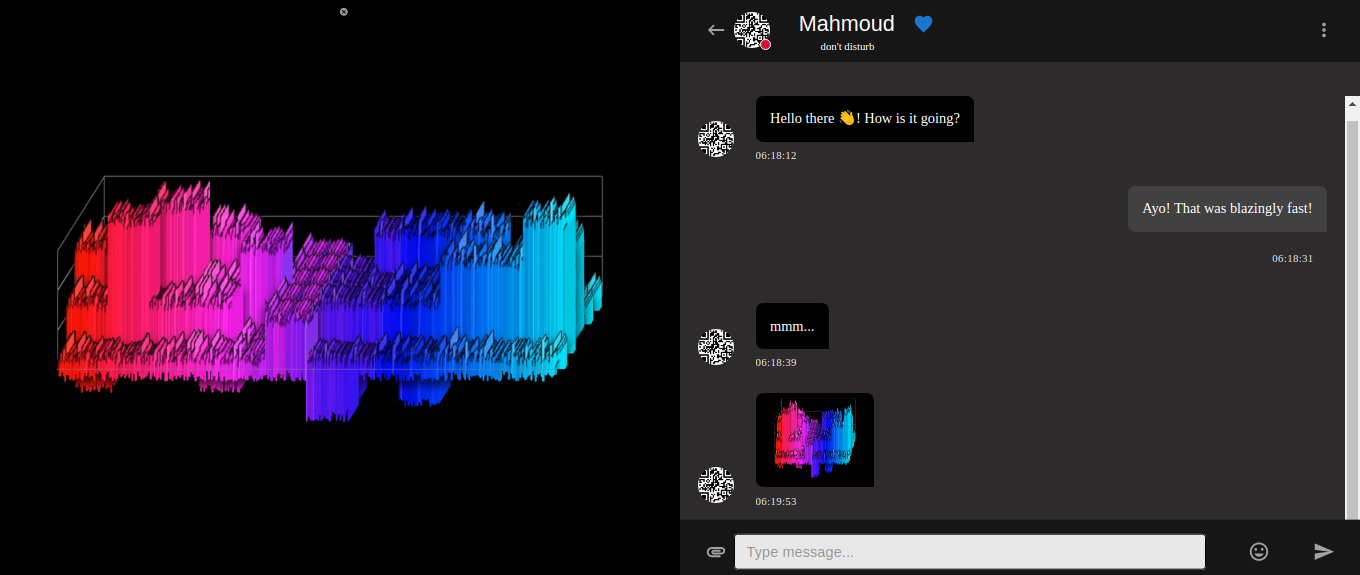 Mahmoud 💙
don't disturb
Hello there 👋! How is it going?
06:18:12
Ayo! That was blazingly fast!
06:18:31
mmm...
06:18:39
06:19:53
Type message...